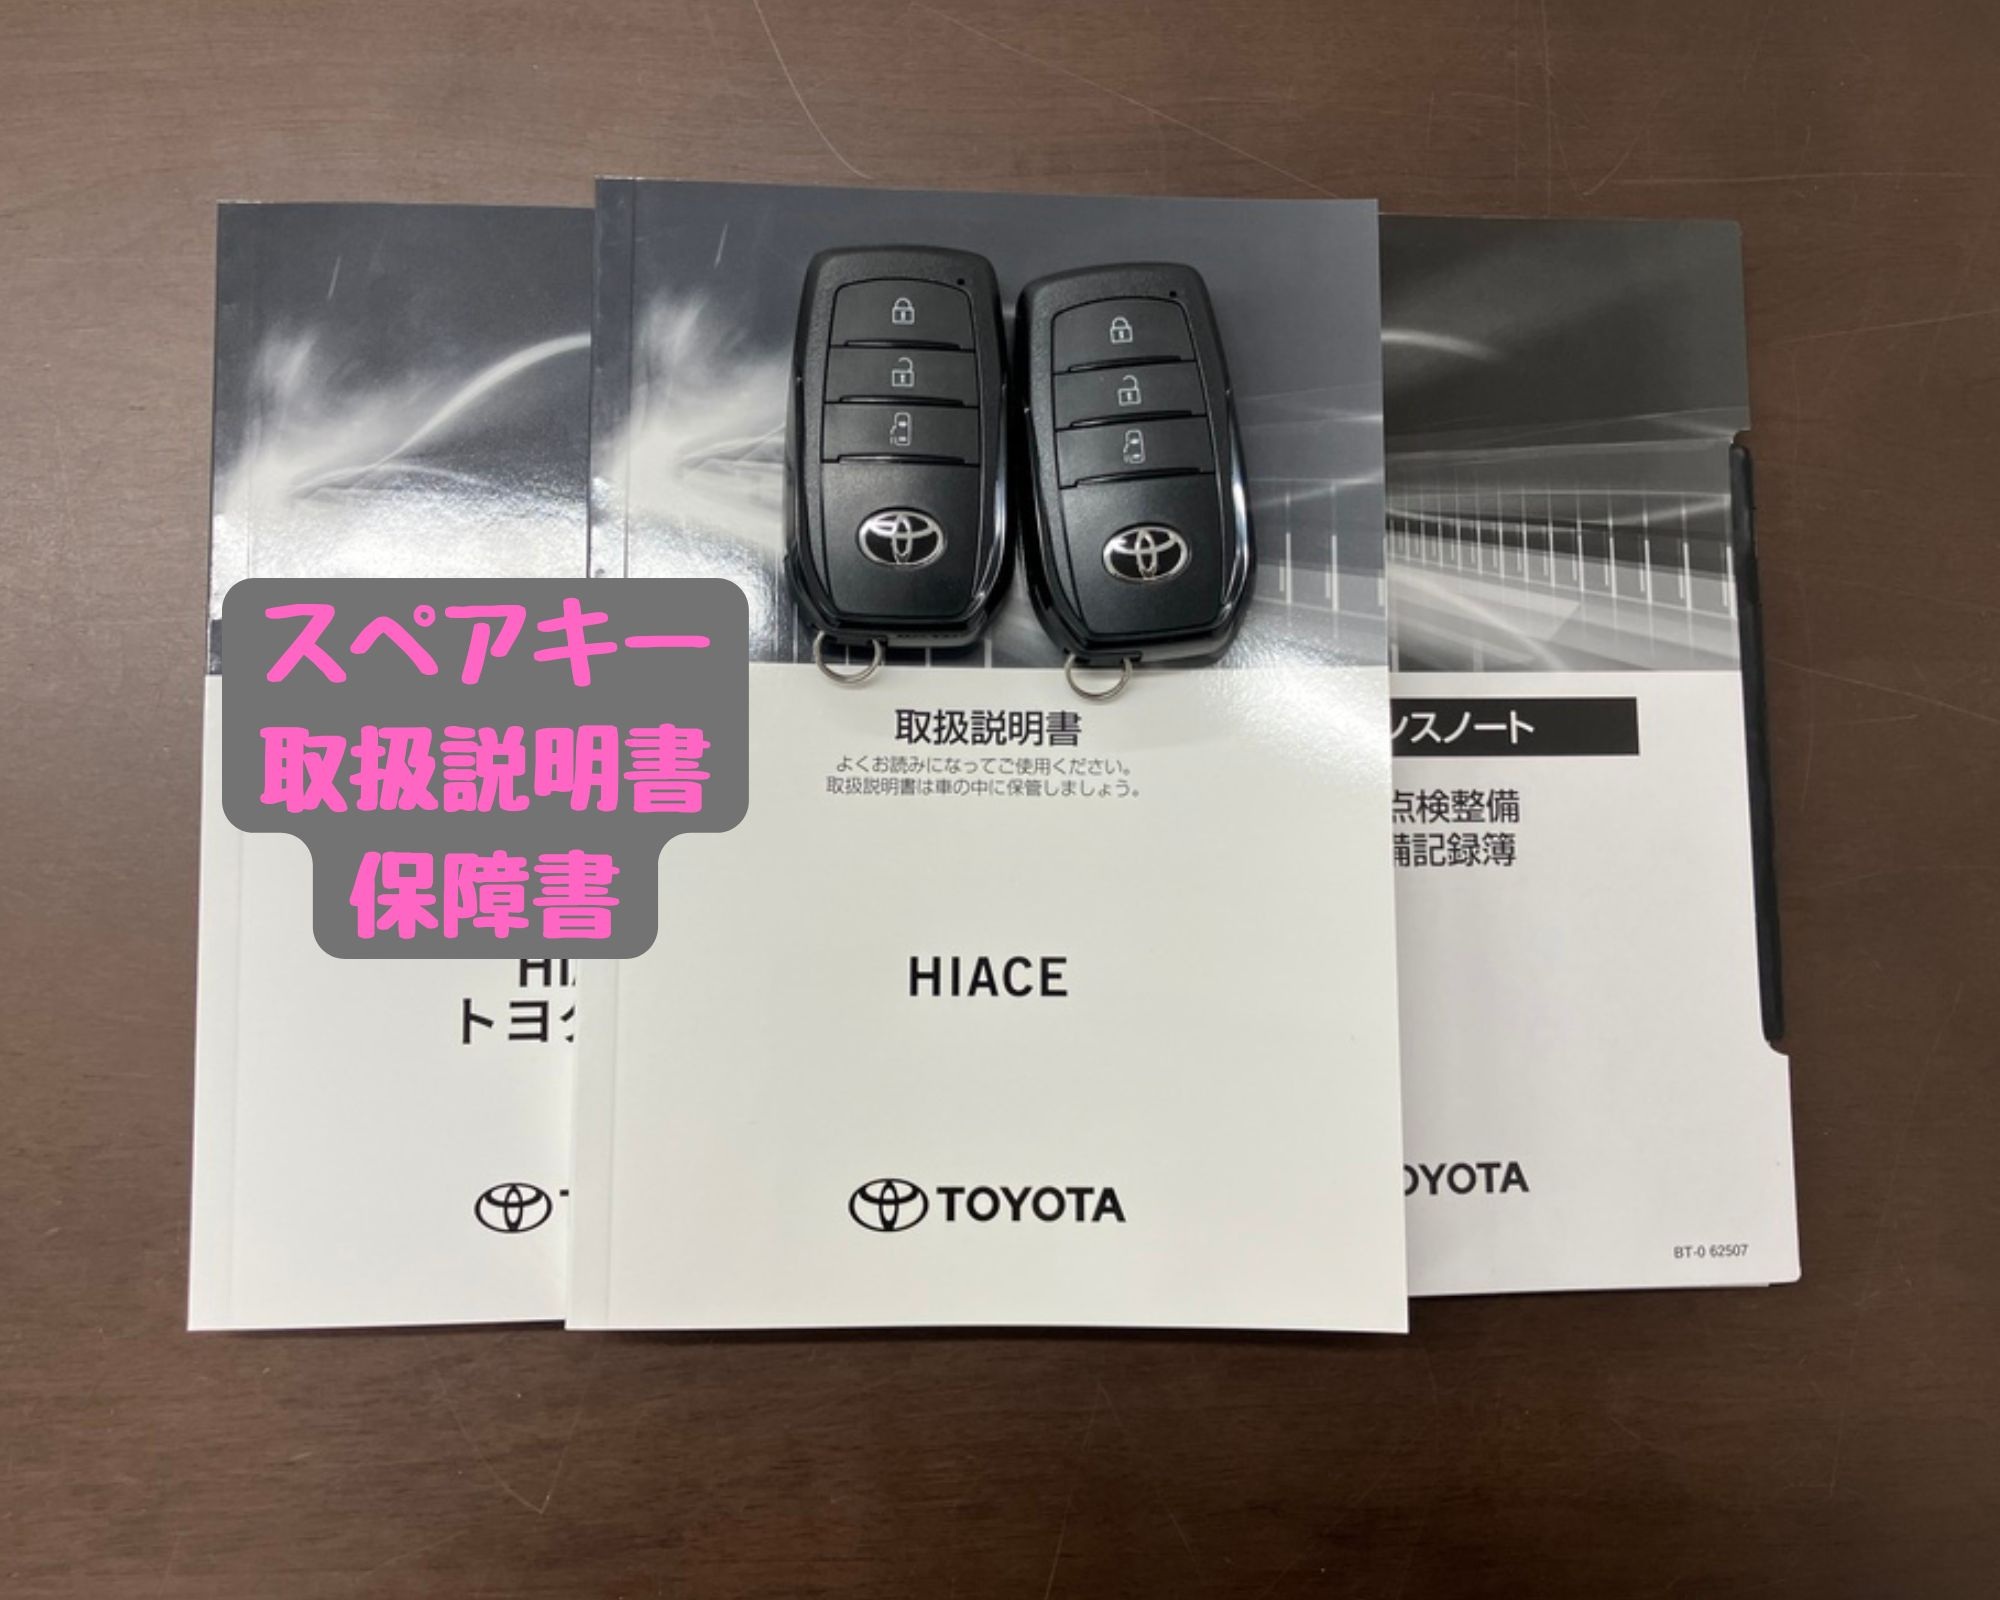 スペアキー
取扱説明書
保障書
トヨ
取扱説明書
よくお読みになってご使用ください。
取扱説明書は車の中に保管しましょう。
HIACE
TOYOTA
ンスノート
点検整備
備記録簿
OYOTA
BT-0 62507